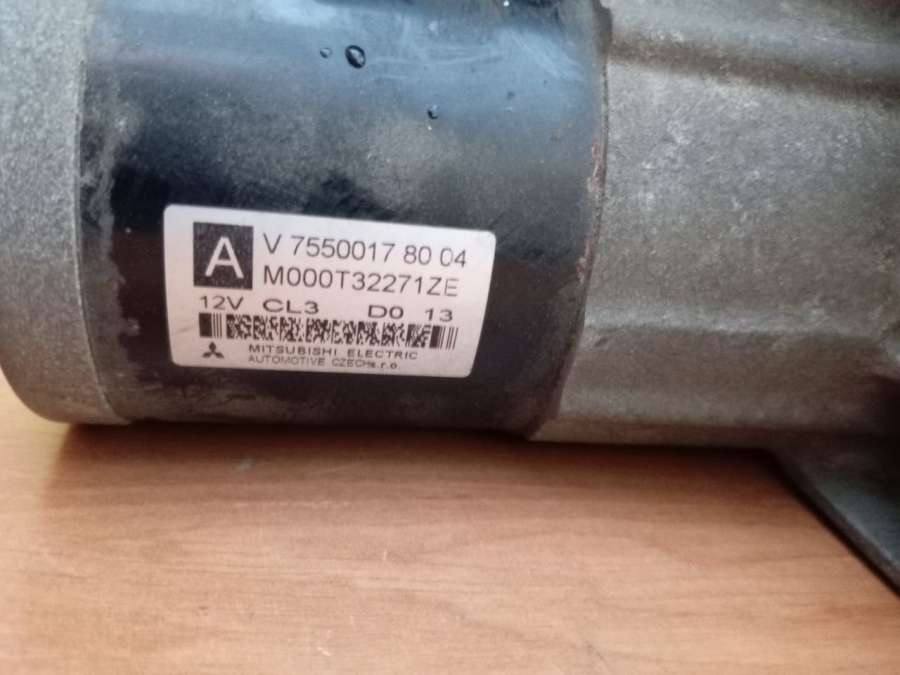 A
V 7550017 80 04
M000T32271ZE
12V CL3 D0 13
MITSUBISHI ELECTRIC
AUTOMOTIVE CZECH s.r.o.